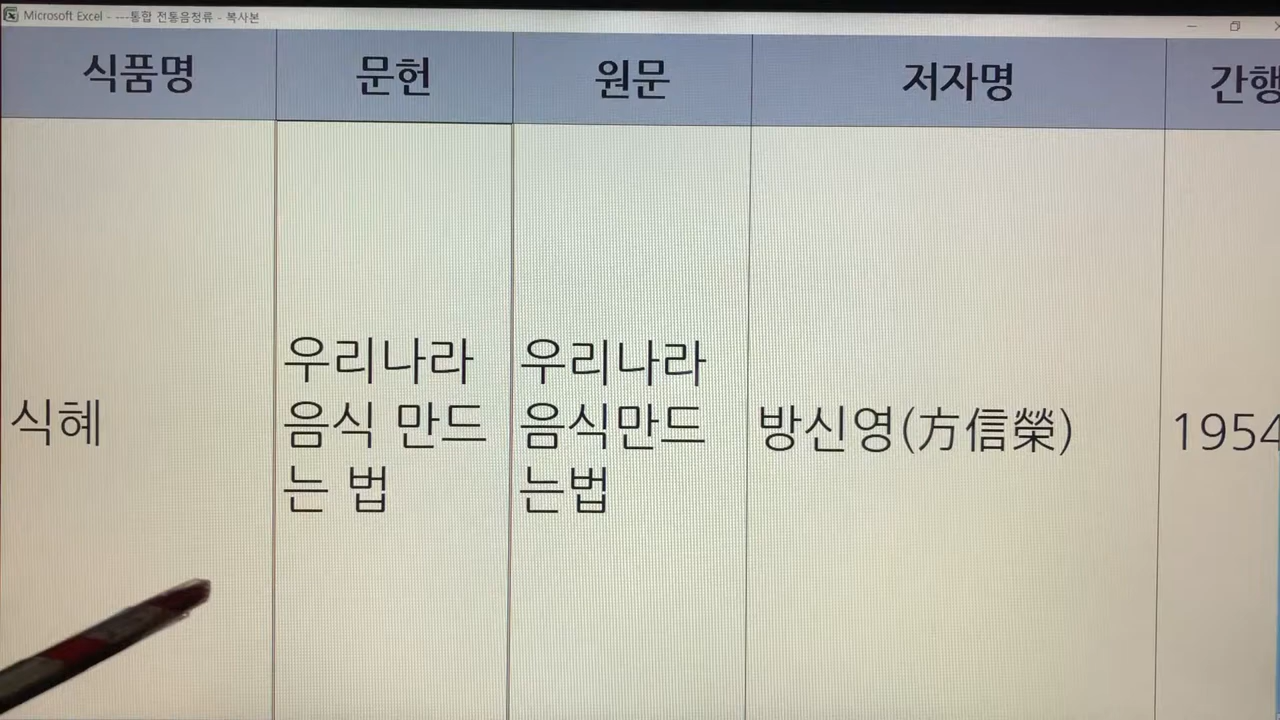 Microsoft Excel - ---통합 전통음청류 - 복사본
식품명 문헌 원문 저자명 간행
식혜
우리나라
음식 만드
는 법
우리나라
음식만드
는법
방신영(方信榮)
1954